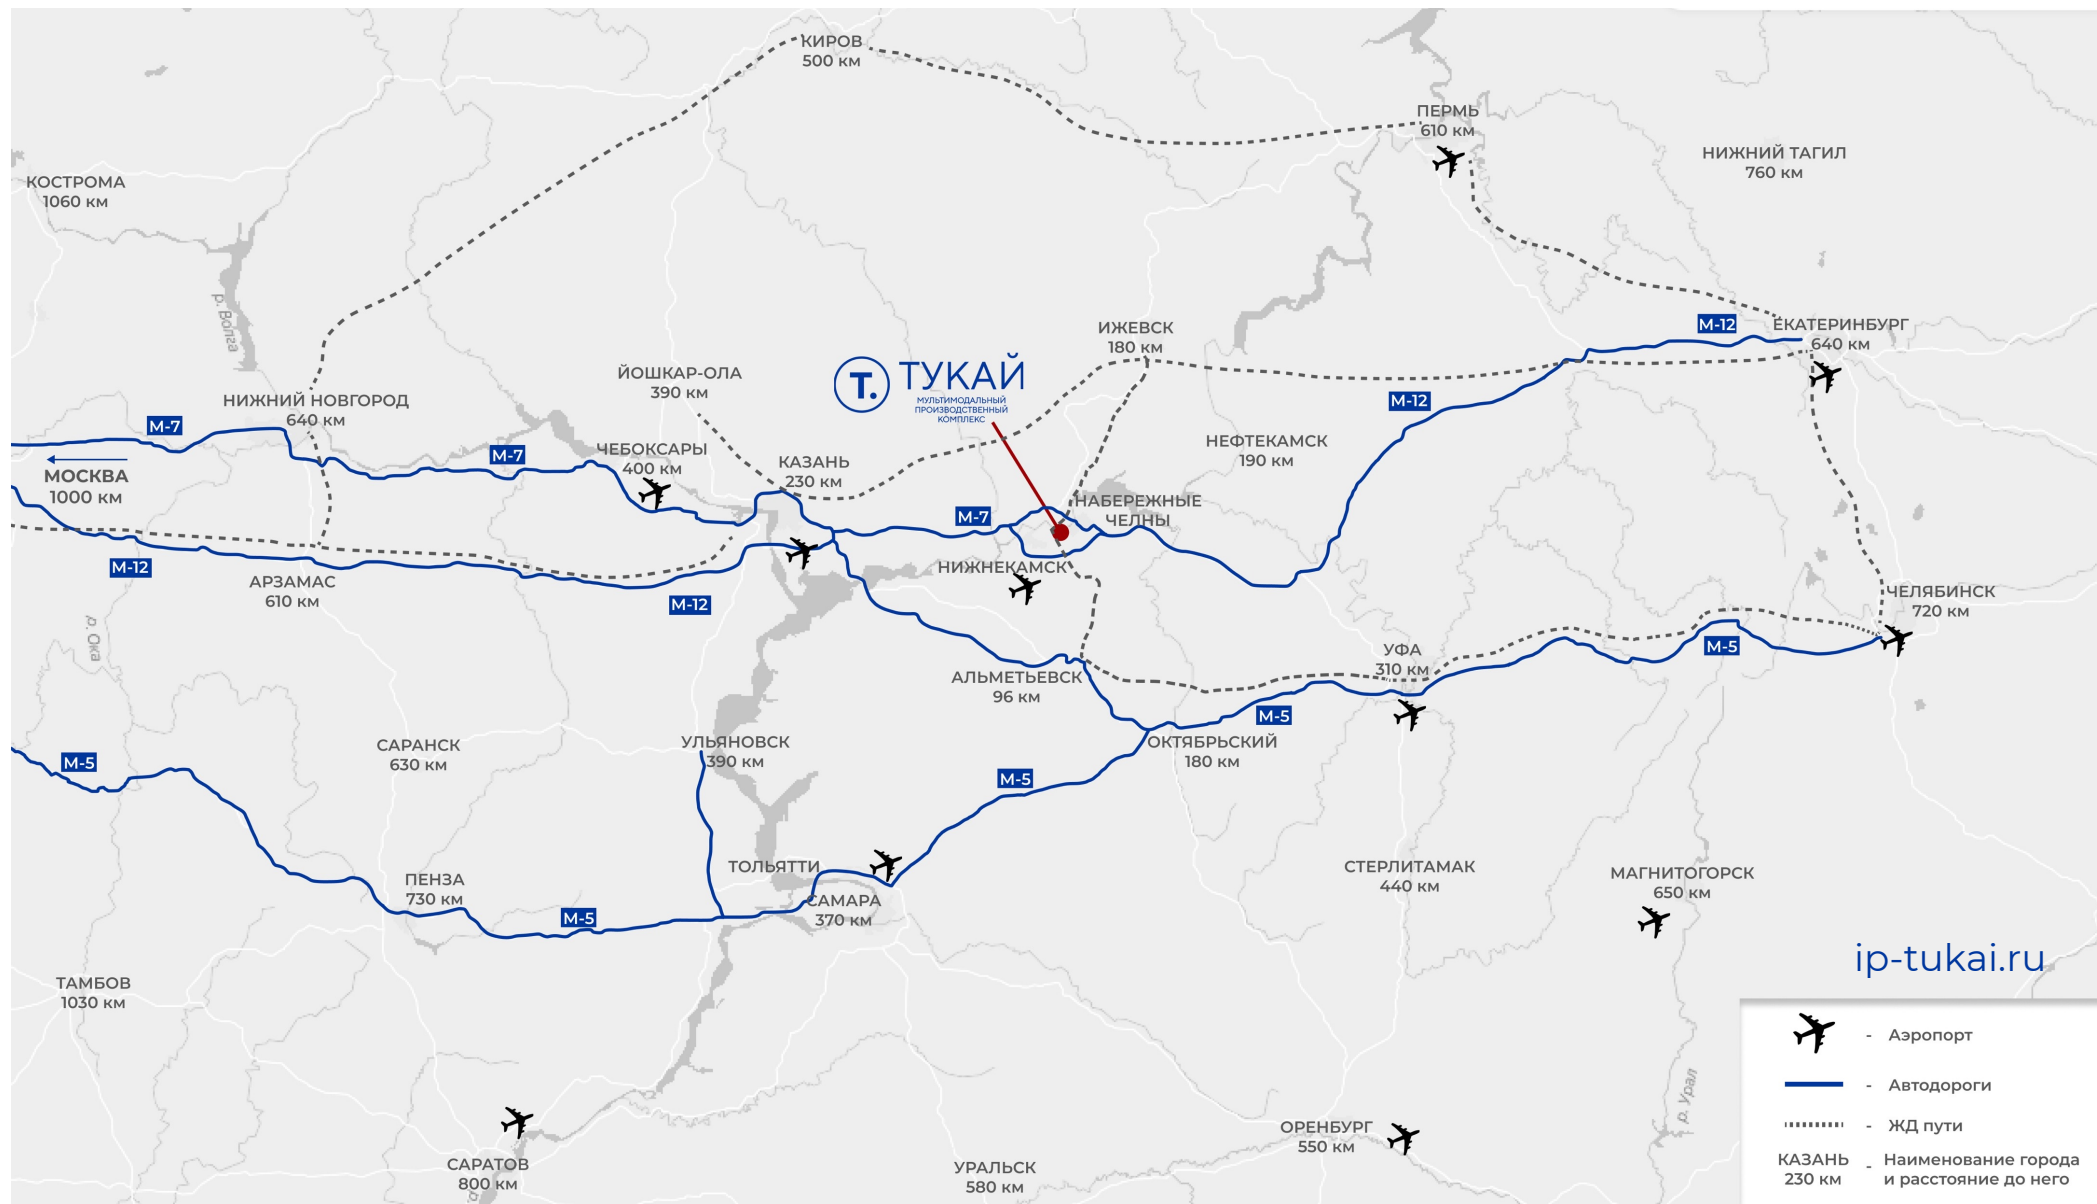 КИРОВ
500 км
ПЕРМЬ
610 км
НИЖНИЙ ТАГИЛ
760 км
КОСТРОМА
1060 км
р. Волга
ИЖЕВСК
180 км
М-12
ЕКАТЕРИНБУРГ
640 км
Т. ТУКАЙ
МУЛЬТИМОДАЛЬНЫЙ
ПРОИЗВОДСТВЕННЫЙ
КОМПЛЕКС
ЙОШКАР-ОЛА
390 км
НИЖНИЙ НОВГОРОД
640 км
М-12
М-7
М-7
ЧЕБОКСАРЫ
400 км
КАЗАНЬ
230 км
НЕФТЕКАМСК
190 км
МОСКВА
1000 км
М-7
НАБЕРЕЖНЫЕ
ЧЕЛНЫ
М-12
АРЗАМАС
610 км
М-12
НИЖНЕКАМСК
ЧЕЛЯБИНСК
720 км
р. Ока
УФА
310 км
М-5
АЛЬМЕТЬЕВСК
96 км
М-5
САРАНСК
630 км
УЛЬЯНОВСК
390 км
ОКТЯБРЬСКИЙ
180 км
М-5
М-5
ТОЛЬЯТТИ
СТЕРЛИТАМАК
440 км
МАГНИТОГОРСК
650 км
ПЕНЗА
730 км
М-5
САМАРА
370 км
ip-tukai.ru
ТАМБОВ
1030 км
р. Урал
САРАТОВ
800 км
УРАЛЬСК
580 км
ОРЕНБУРГ
550 км
- Аэропорт
- Автодороги
- ЖД пути
КАЗАНЬ
230 км
- Наименование города
и расстояние до него